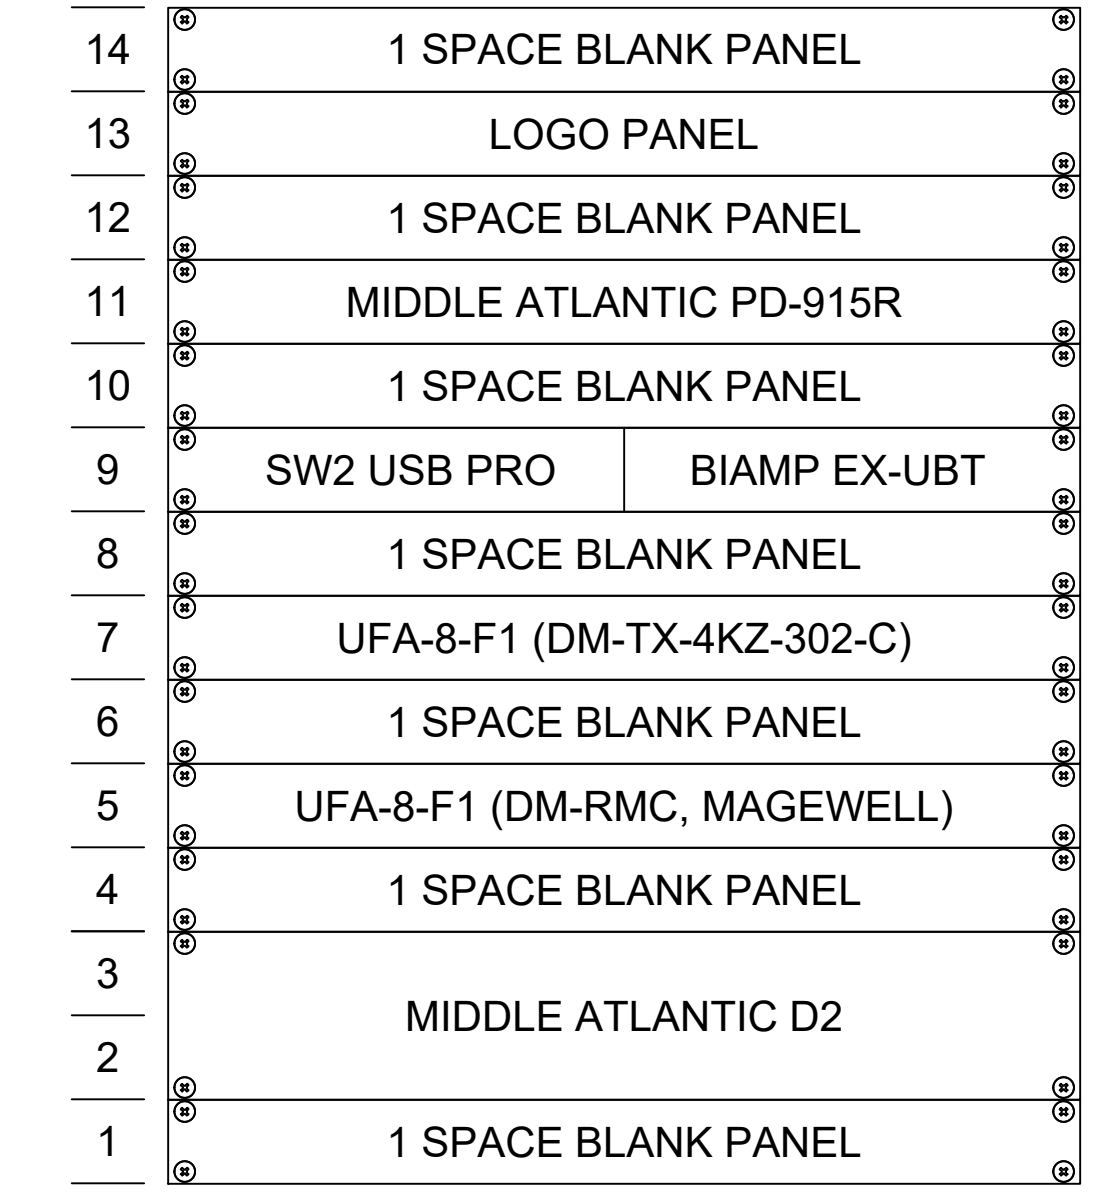 14 1 SPACE BLANK PANEL
13 LOGO PANEL
12 1 SPACE BLANK PANEL
11 MIDDLE ATLANTIC PD-915R
10 1 SPACE BLANK PANEL
9 SW2 USB PRO BIAMP EX-UBT
8 1 SPACE BLANK PANEL
7 UFA-8-F1 (DM-TX-4KZ-302-C)
6 1 SPACE BLANK PANEL
5 UFA-8-F1 (DM-RMC, MAGEWELL)
4 1 SPACE BLANK PANEL
3
MIDDLE ATLANTIC D2
2
1 1 SPACE BLANK PANEL